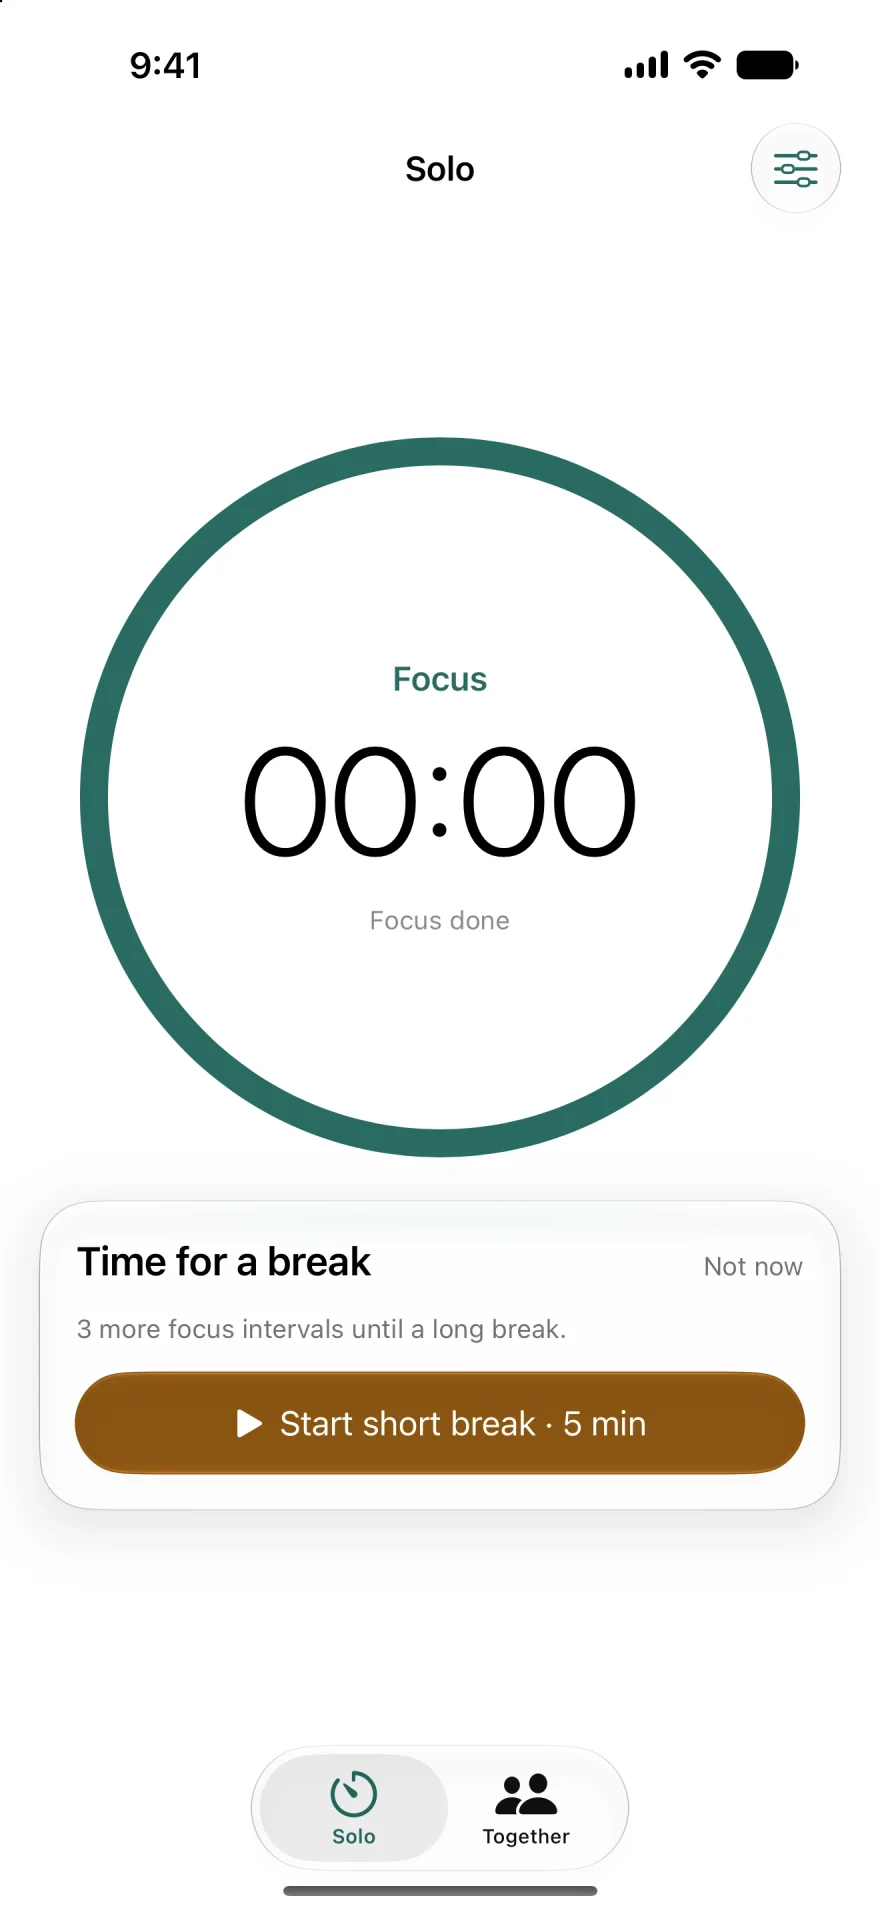 9:41
Solo
Focus
00:00
Focus done
Time for a break
Not now
3 more focus intervals until a long break.
Start short break · 5 min
Solo
Together